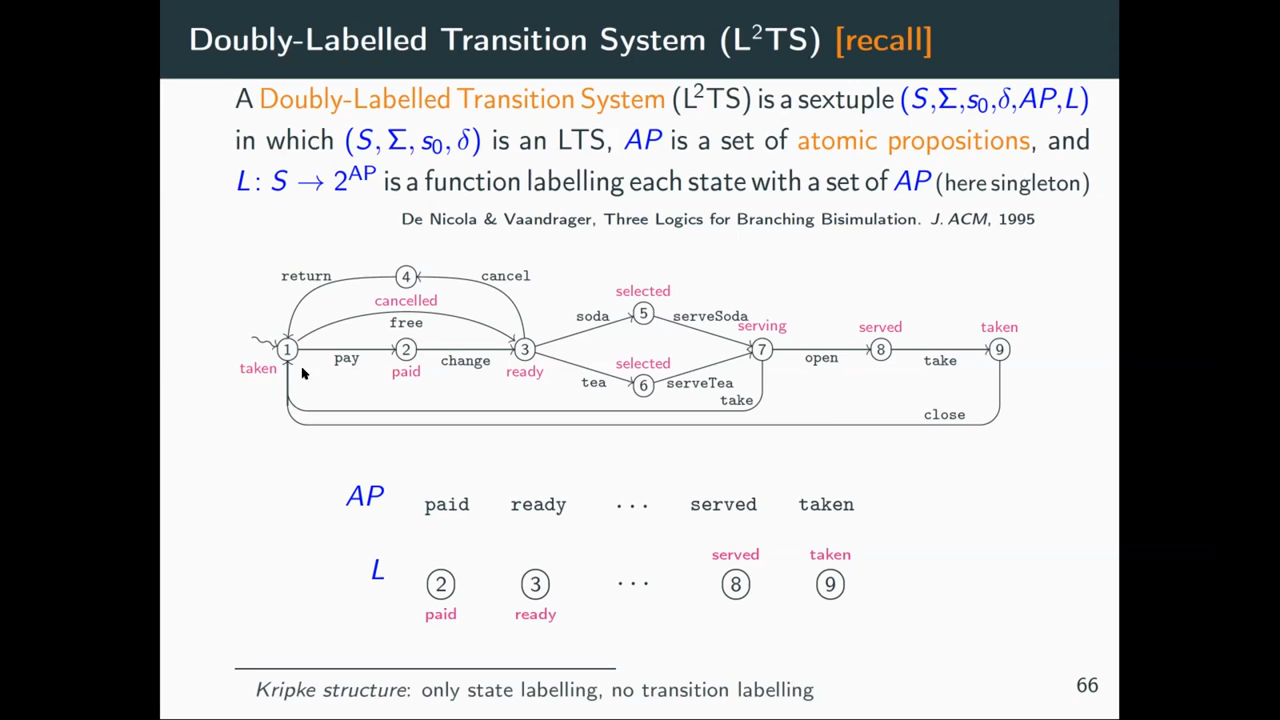 Doubly-Labelled Transition System (L²TS) [recall]
A Doubly-Labelled Transition System (L²TS) is a sextuple (S,Σ,s₀,δ,AP,L)
in which (S, Σ, s₀, δ) is an LTS, AP is a set of atomic propositions, and
L: S → 2^AP is a function labelling each state with a set of AP (here singleton)
De Nicola & Vaandrager, Three Logics for Branching Bisimulation. J. ACM, 1995
return 4 cancel
cancelled
selected
free
soda 5 serveSoda
serving served taken
1 pay 2 change 3 7 open 8 take 9
taken paid ready
selected
tea 6 serveTea
take
close
AP paid ready ... served taken
served taken
L 2 3 ... 8 9
paid ready
Kripke structure: only state labelling, no transition labelling
66